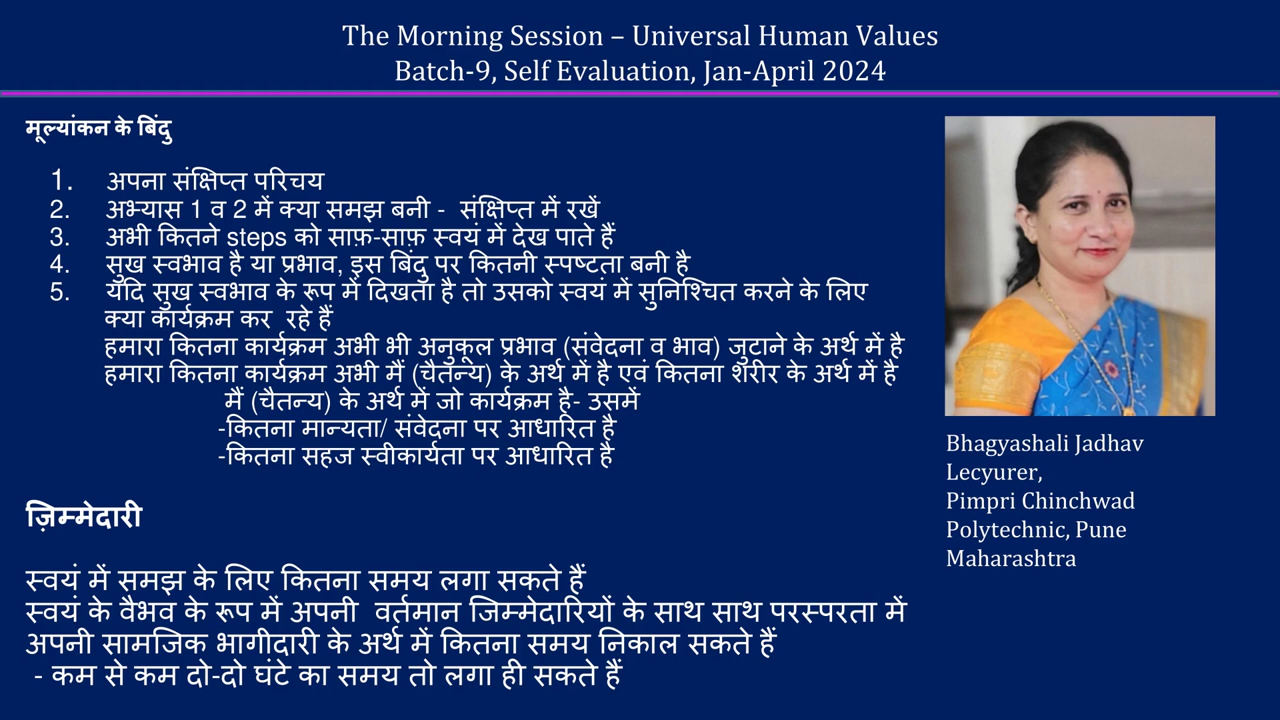 The Morning Session – Universal Human Values
Batch-9, Self Evaluation, Jan-April 2024
मूल्यांकन के बिंदु
1. अपना संक्षिप्त परिचय
2. अभ्यास 1 व 2 में क्या समझ बनी - संक्षिप्त में रखें
3. अभी कितने steps को साफ़-साफ़ स्वयं में देख पाते हैं
4. सुख स्वभाव है या प्रभाव, इस बिंदु पर कितनी स्पष्टता बनी है
5. यदि सुख स्वभाव के रूप में दिखता है तो उसको स्वयं में सुनिश्चित करने के लिए
क्या कार्यक्रम कर रहे हैं
हमारा कितना कार्यक्रम अभी भी अनुकूल प्रभाव (संवेदना व भाव) जुटाने के अर्थ में है
हमारा कितना कार्यक्रम अभी मैं (चैतन्य) के अर्थ में है एवं कितना शरीर के अर्थ में है
मैं (चैतन्य) के अर्थ में जो कार्यक्रम है- उसमें
-कितना मान्यता/ संवेदना पर आधारित है
-कितना सहज स्वीकार्यता पर आधारित है
ज़िम्मेदारी
स्वयं में समझ के लिए कितना समय लगा सकते हैं
स्वयं के वैभव के रूप में अपनी वर्तमान जिम्मेदारियों के साथ साथ परस्परता में
अपनी सामजिक भागीदारी के अर्थ में कितना समय निकाल सकते हैं
- कम से कम दो-दो घंटे का समय तो लगा ही सकते हैं
Bhagyashali Jadhav
Lecyurer,
Pimpri Chinchwad
Polytechnic, Pune
Maharashtra